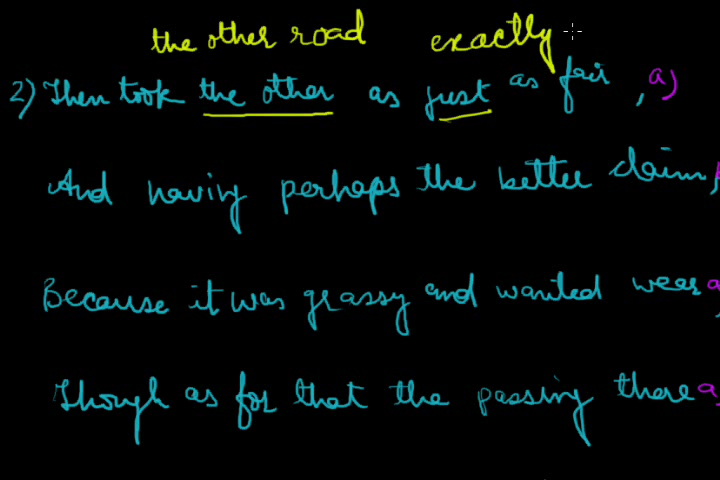 the other road exactly
2) Then took the other as just as fair, a)
And having perhaps the better claim,
Because it was grassy and wanted wear a
Though as for that the passing there a